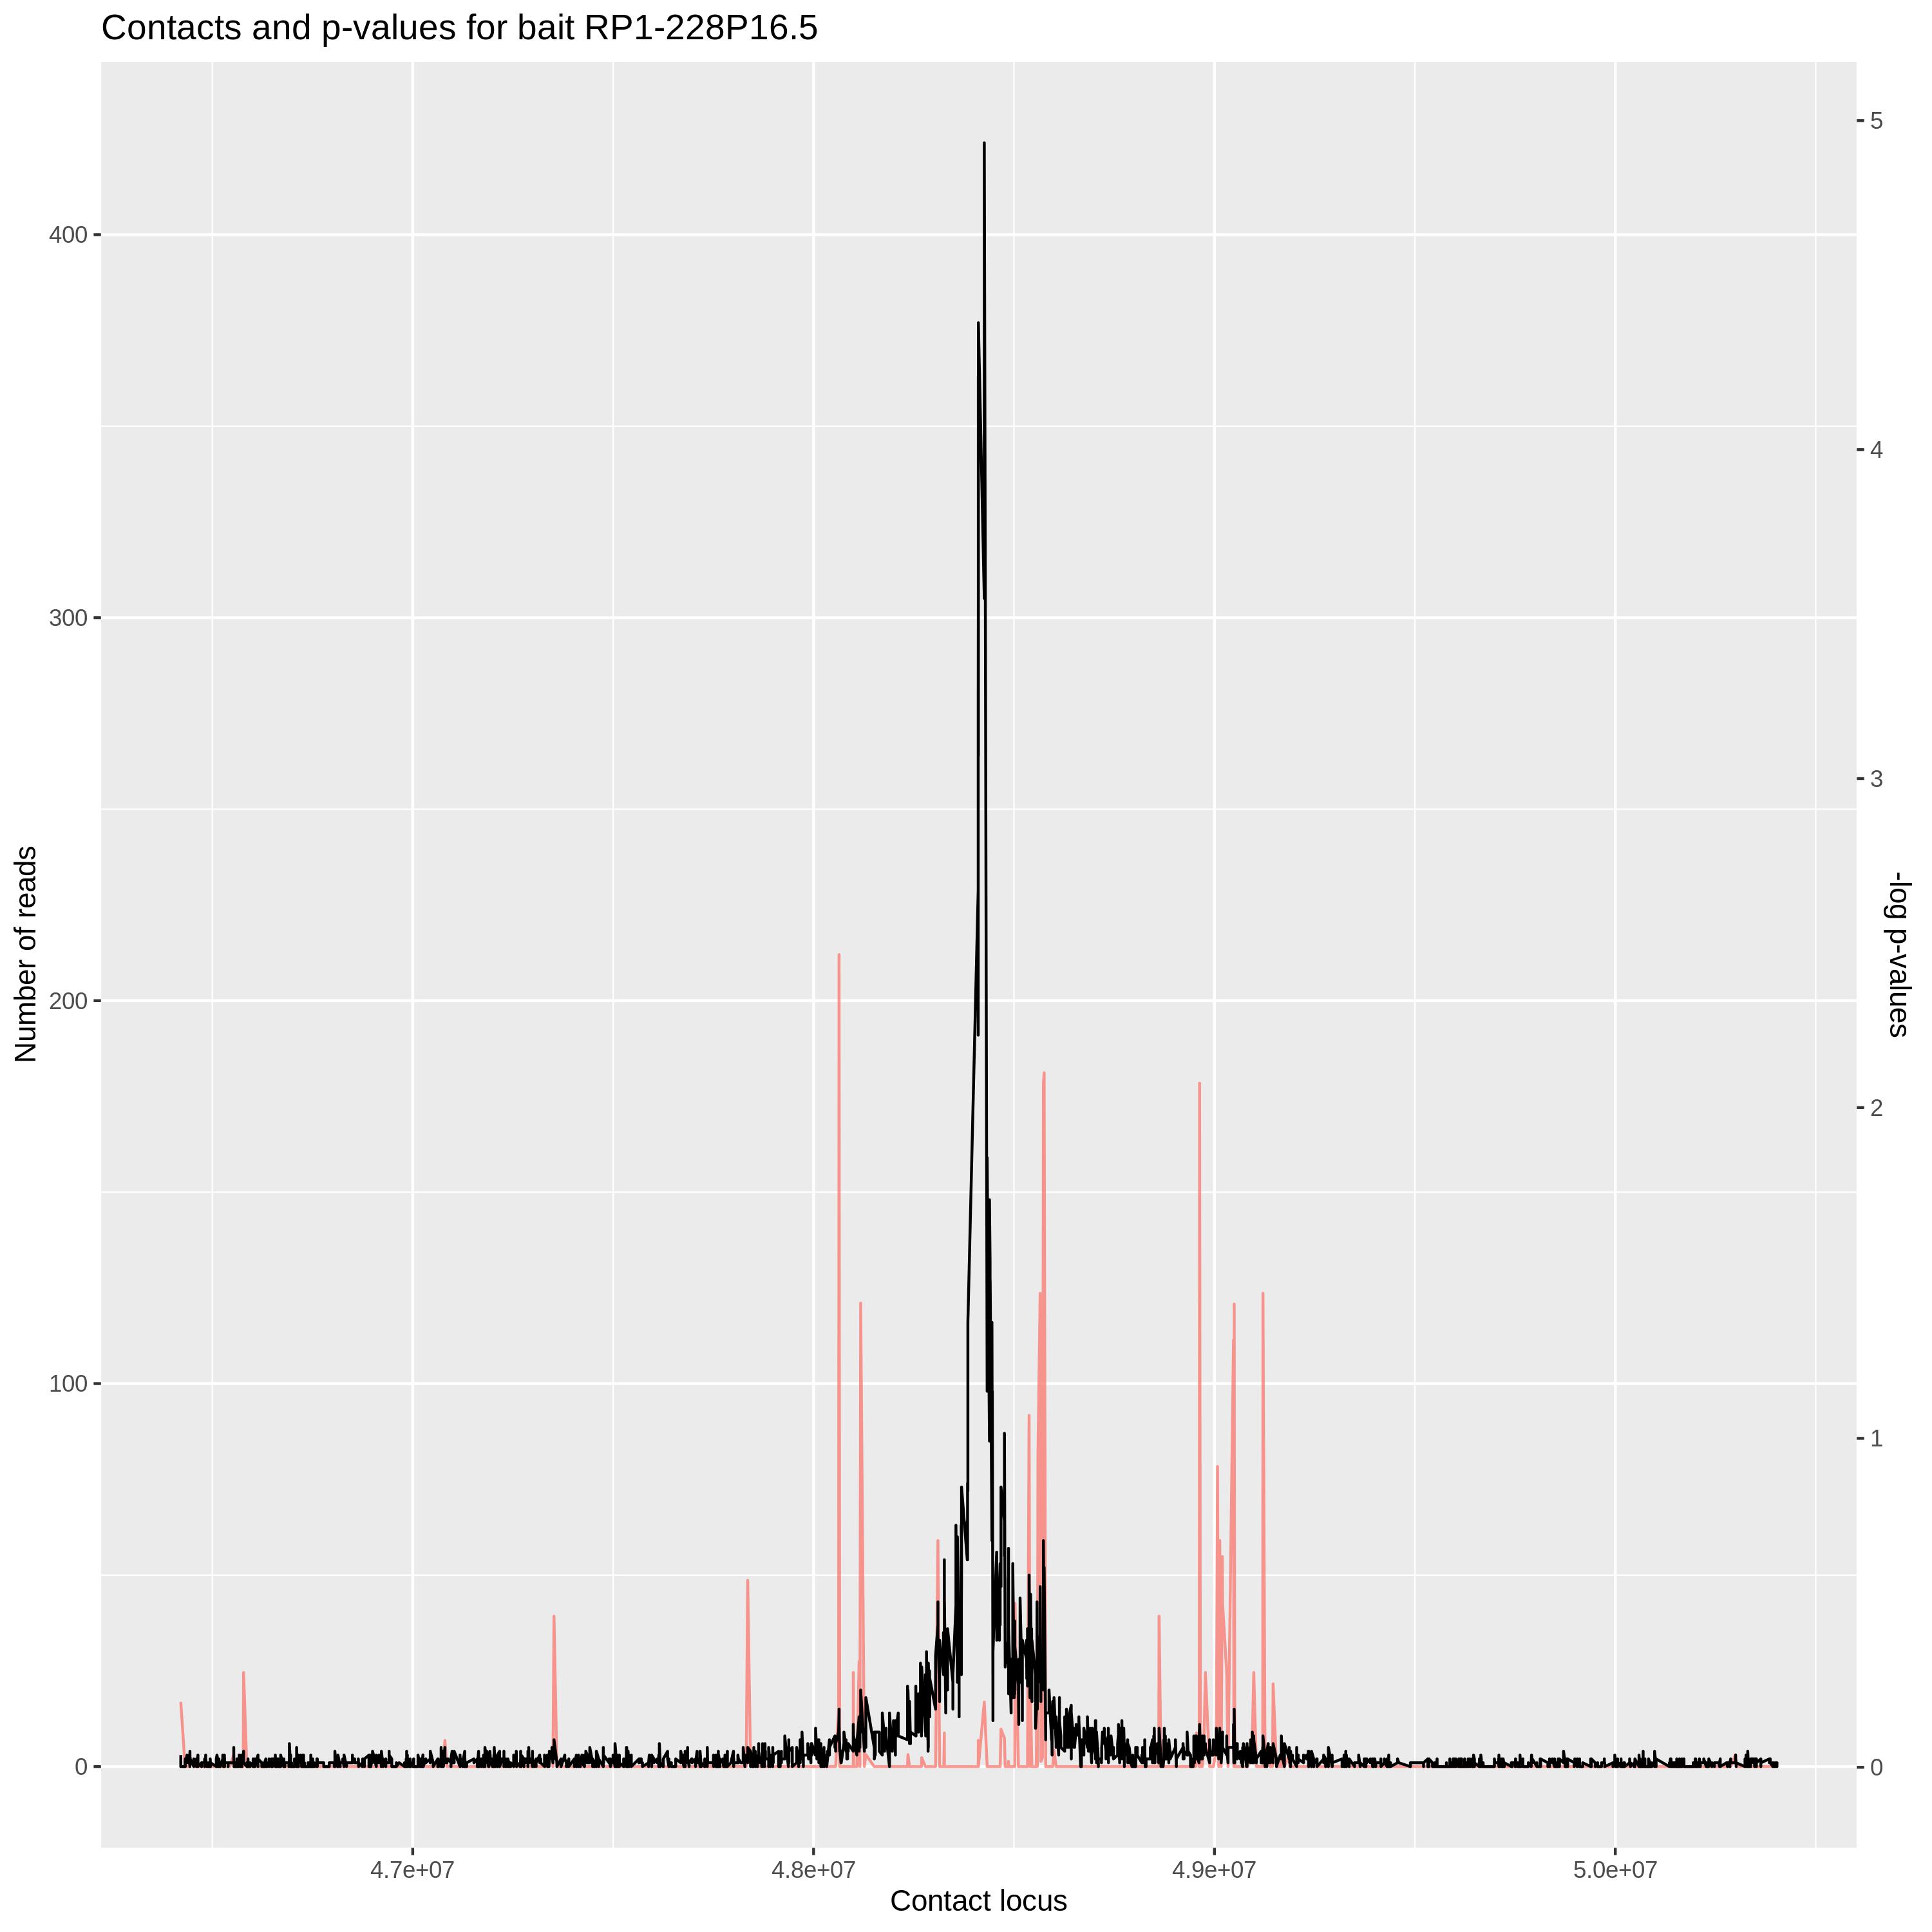 Contacts and p-values for bait RP1-228P16.5
5
400
4
300
3
Number of reads
-log p-values
200
2
100
1
0
0
4.7e+07 4.8e+07 4.9e+07 5.0e+07
Contact locus